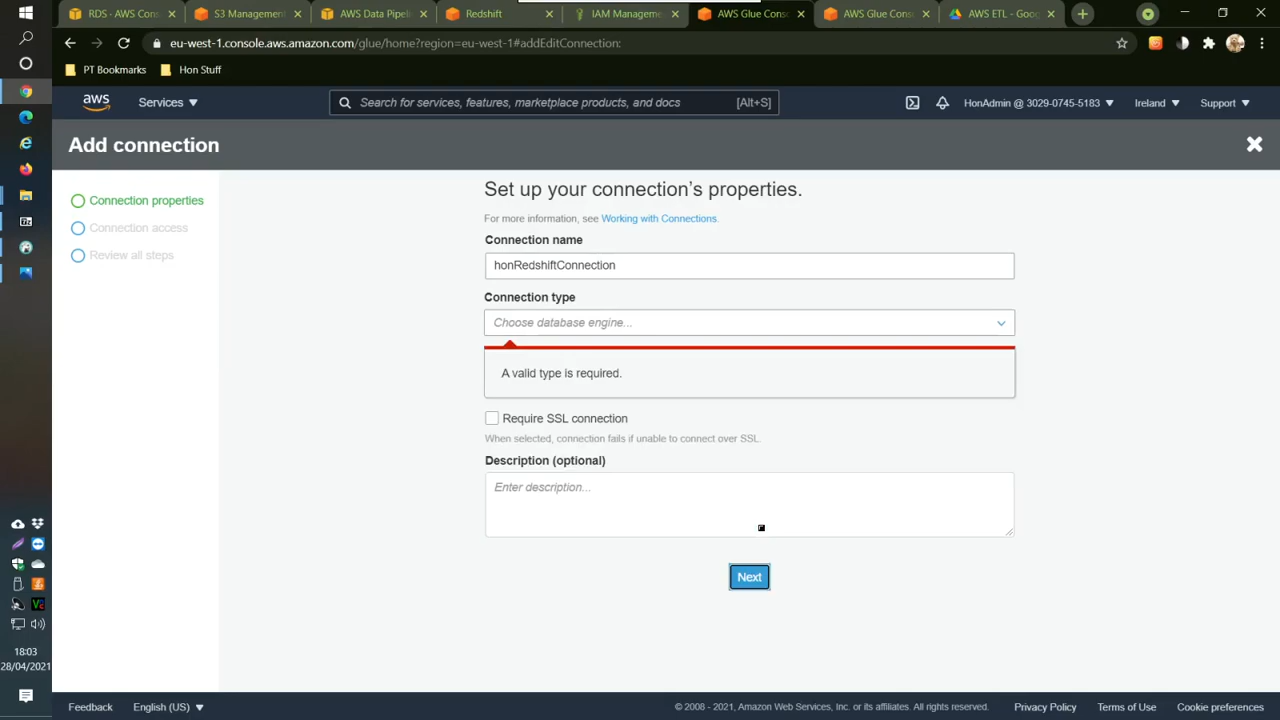 RDS - AWS Cons
S3 Management
AWS Data Pipelin
Redshift
IAM Manageme
AWS Glue Conso
AWS Glue Cons
AWS ETL - Goog
eu-west-1.console.aws.amazon.com/glue/home?region=eu-west-1#addEditConnection:
PT Bookmarks
Hon Stuff
aws
Services
Search for services, features, marketplace products, and docs
[Alt+S]
HonAdmin @ 3029-0745-5183
Ireland
Support
Add connection
Connection properties
Connection access
Review all steps
Set up your connection's properties.
For more information, see Working with Connections.
Connection name
honRedshiftConnection
Connection type
Choose database engine...
A valid type is required.
Require SSL connection
When selected, connection fails if unable to connect over SSL.
Description (optional)
Enter description...
Next
18:03
28/04/2021
Feedback
English (US)
© 2008 - 2021, Amazon Web Services, Inc. or its affiliates. All rights reserved.
Privacy Policy
Terms of Use
Cookie preferences